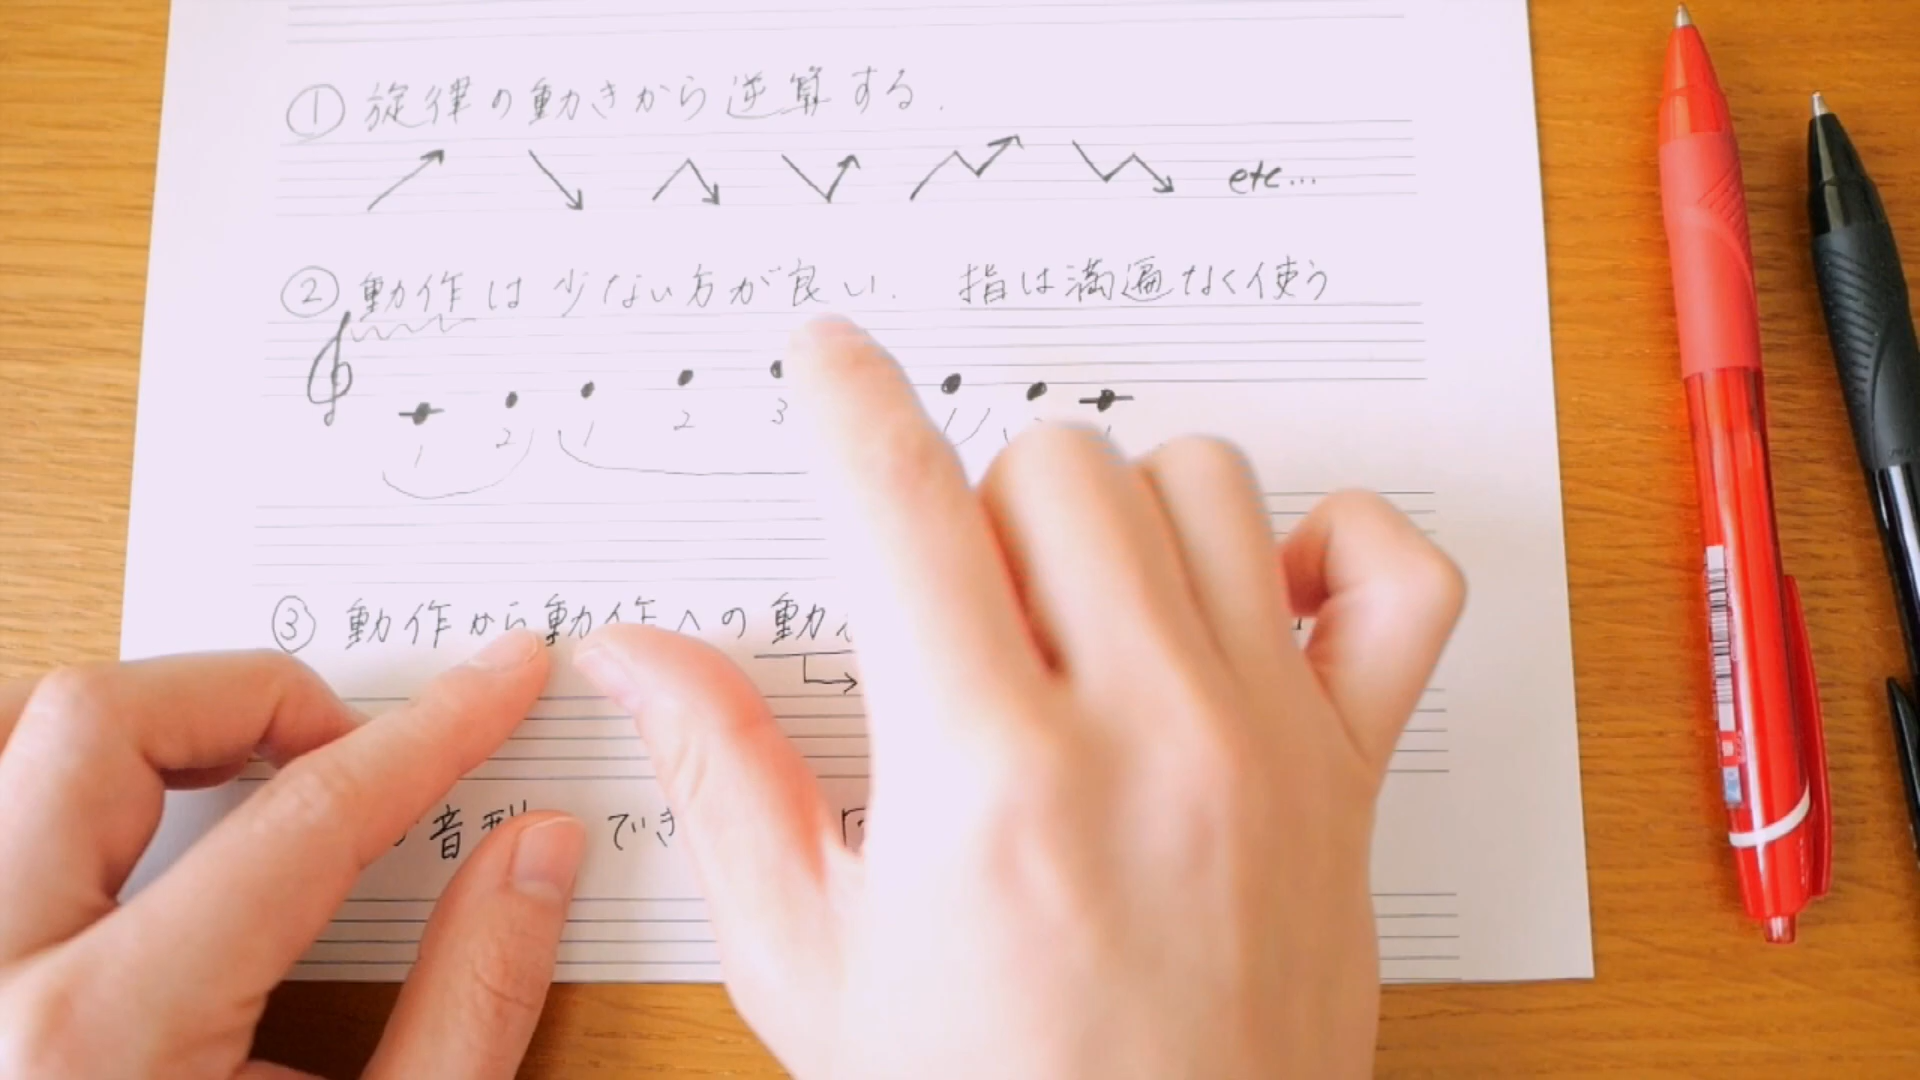 ① 旋律の動きから逆算する.
etc...
② 動作は少ない方が良い. 指は満遍なく使う
1 2 1 2 3
③ 動作から動作への動
音型 でき